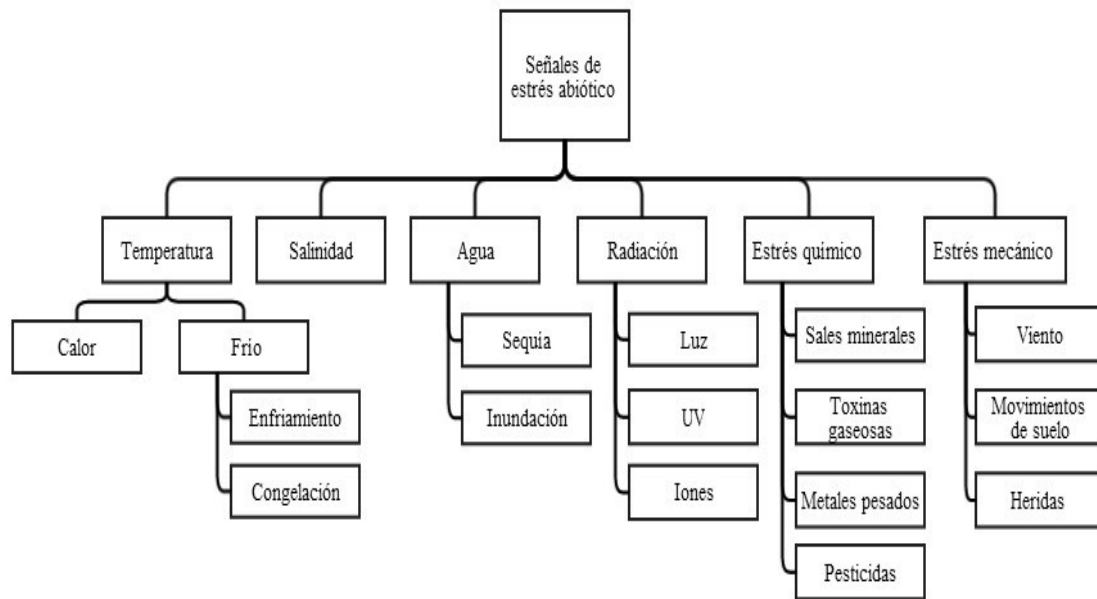 Señales de
estrés abiótico
Temperatura
Salinidad
Agua
Radiación
Estrés quimico
Estrés mecánico
Calor
Frio
Enfriamiento
Congelación
Sequia
Inundación
Luz
UV
Iones
Sales minerales
Toxinas
gaseosas
Metales pesados
Pesticidas
Viento
Movimientos
de suelo
Heridas